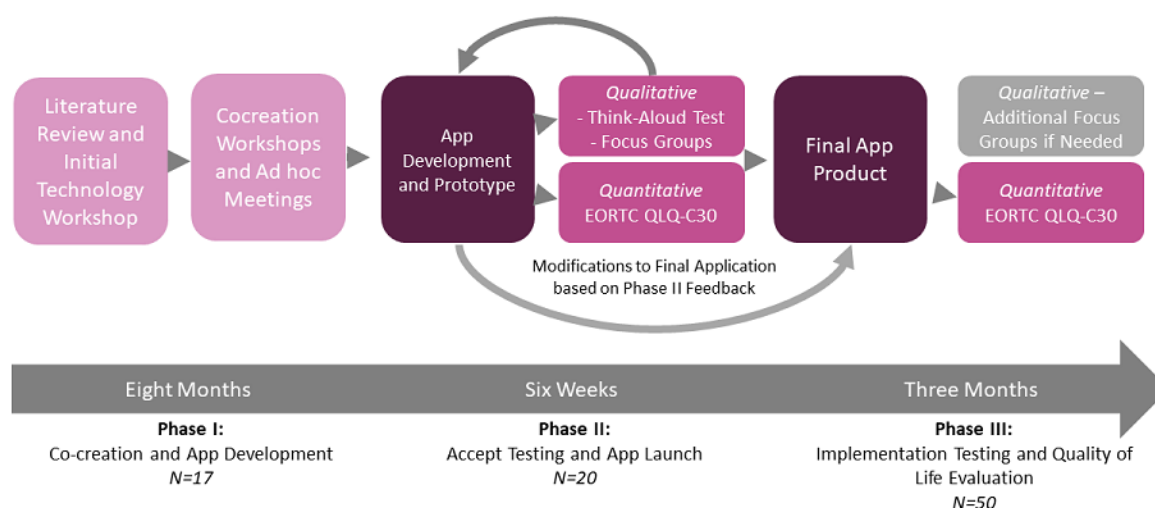 Literature
Review and
Initial
Technology
Workshop
Cocreation
Workshops
and Ad hoc
Meetings
App
Development
and Prototype
Qualitative
- Think-Aloud Test
- Focus Groups
Quantitative
EORTC QLQ-C30
Final App
Product
Qualitative –
Additional Focus
Groups if Needed
Quantitative
EORTC QLQ-C30
Modifications to Final Application
based on Phase II Feedback
Eight Months
Six Weeks
Three Months
Phase I:
Co-creation and App Development
N=17
Phase II:
Accept Testing and App Launch
N=20
Phase III:
Implementation Testing and Quality of
Life Evaluation
N=50